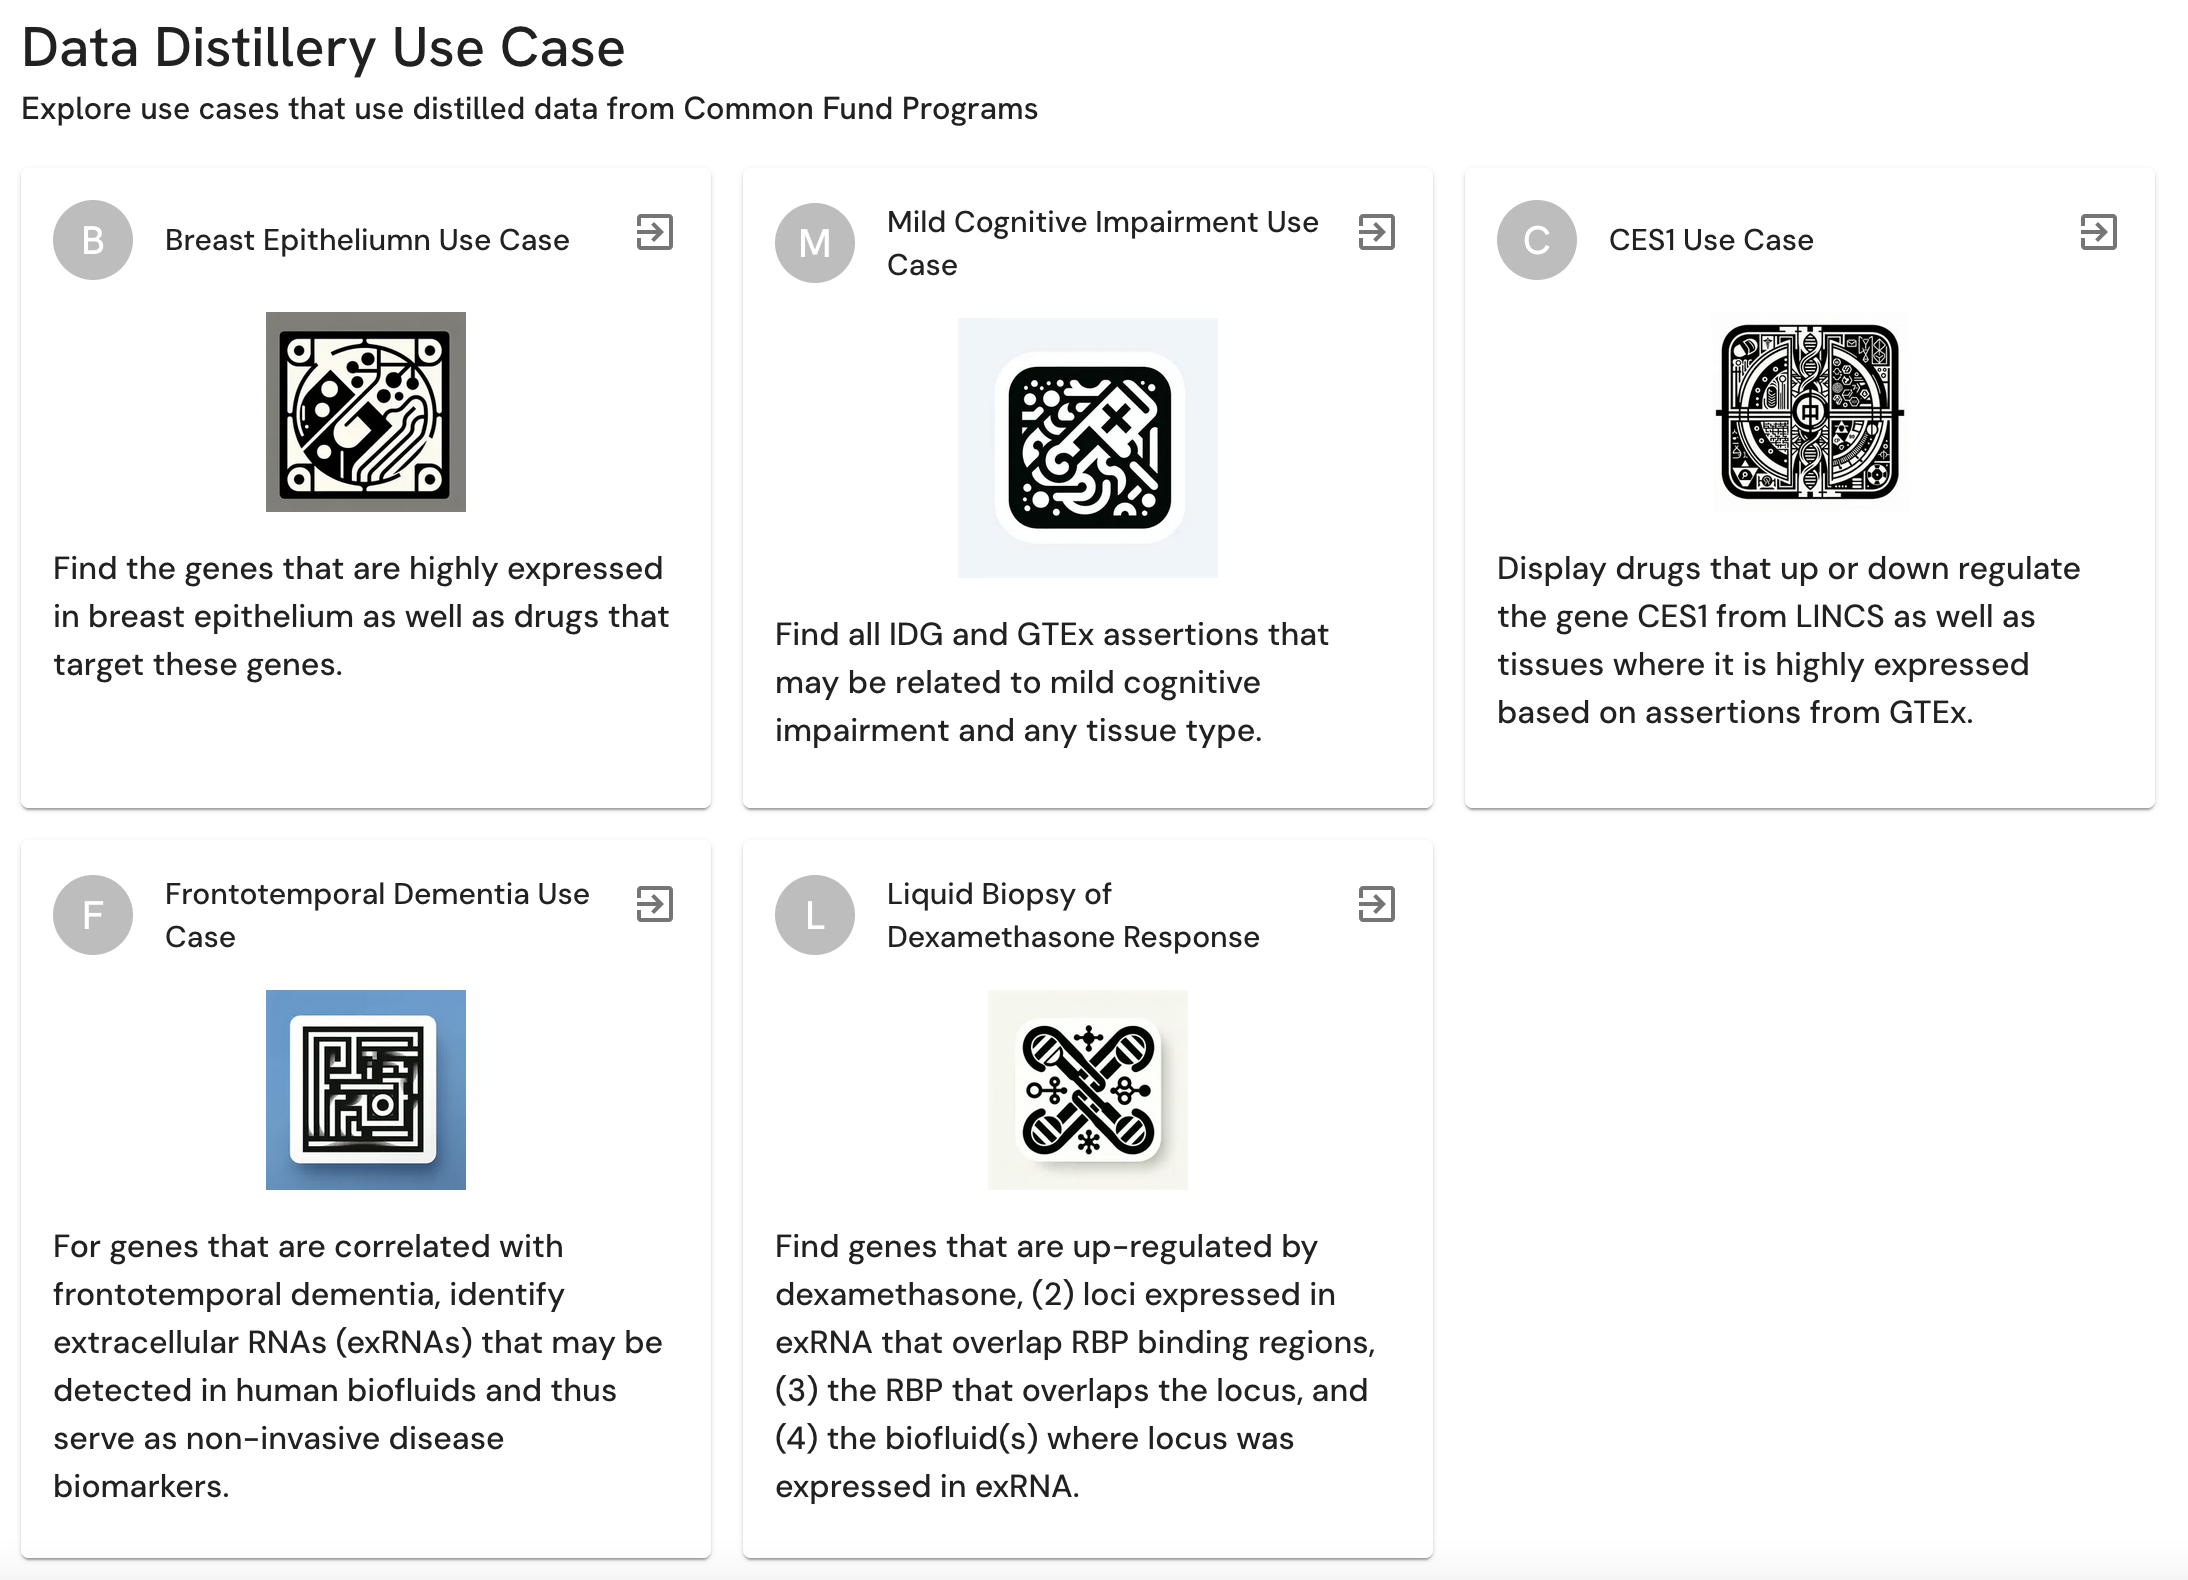 Data Distillery Use Case
Explore use cases that use distilled data from Common Fund Programs
B
Breast Epitheliumn Use Case
Find the genes that are highly expressed
in breast epithelium as well as drugs that
target these genes.
M
Mild Cognitive Impairment Use
Case
Find all IDG and GTEx assertions that
may be related to mild cognitive
impairment and any tissue type.
C
CES1 Use Case
Display drugs that up or down regulate
the gene CES1 from LINCS as well as
tissues where it is highly expressed
based on assertions from GTEx.
F
Frontotemporal Dementia Use
Case
For genes that are correlated with
frontotemporal dementia, identify
extracellular RNAs (exRNAs) that may be
detected in human biofluids and thus
serve as non-invasive disease
biomarkers.
L
Liquid Biopsy of
Dexamethasone Response
Find genes that are up-regulated by
dexamethasone, (2) loci expressed in
exRNA that overlap RBP binding regions,
(3) the RBP that overlaps the locus, and
(4) the biofluid(s) where locus was
expressed in exRNA.